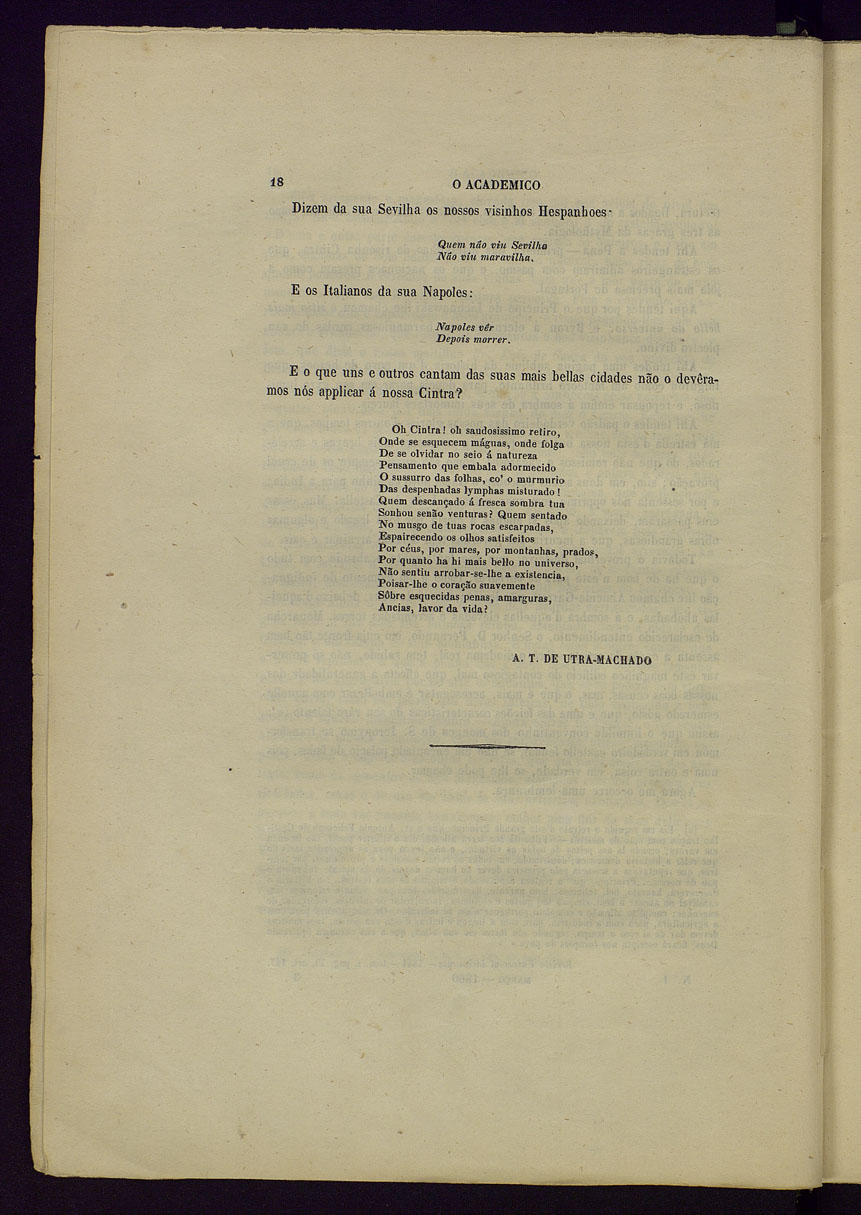 18
O ACADEMICO
Dizem da sua Sevilha os nossos visinhos Hespanhoes
Quem não viu Sevilha
Não viu maravilha.
E os Italianos da sua Napoles:
Napoles vêr
Depois morrer.
E o que uns e outros cantam das suas mais bellas cidades não o devêra-
mos nós applicar á nossa Cintra?
Oh Cintra! oh saudosissimo retiro,
Onde se esquecem máguas, onde folga
De se olvidar no seio á natureza
Pensamento que embala adormecido
O sussurro das folhas, co' o murmurio
Das despenhadas lymphas misturado!
Quem descançado á fresca sombra tua
Sonhou senão venturas? Quem sentado
No musgo de tuas rocas escarpadas,
Espairecendo os olhos satisfeitos
Por céus, por mares, por montanhas, prados,
Por quanto ha hi mais bello no universo,
Não sentiu arrobar-se-lhe a existencia,
Poisar-lhe o coração suavemente
Sôbre esquecidas penas, amarguras,
Ancias, lavor da vida?
A. T. DE UTRA-MACHADO